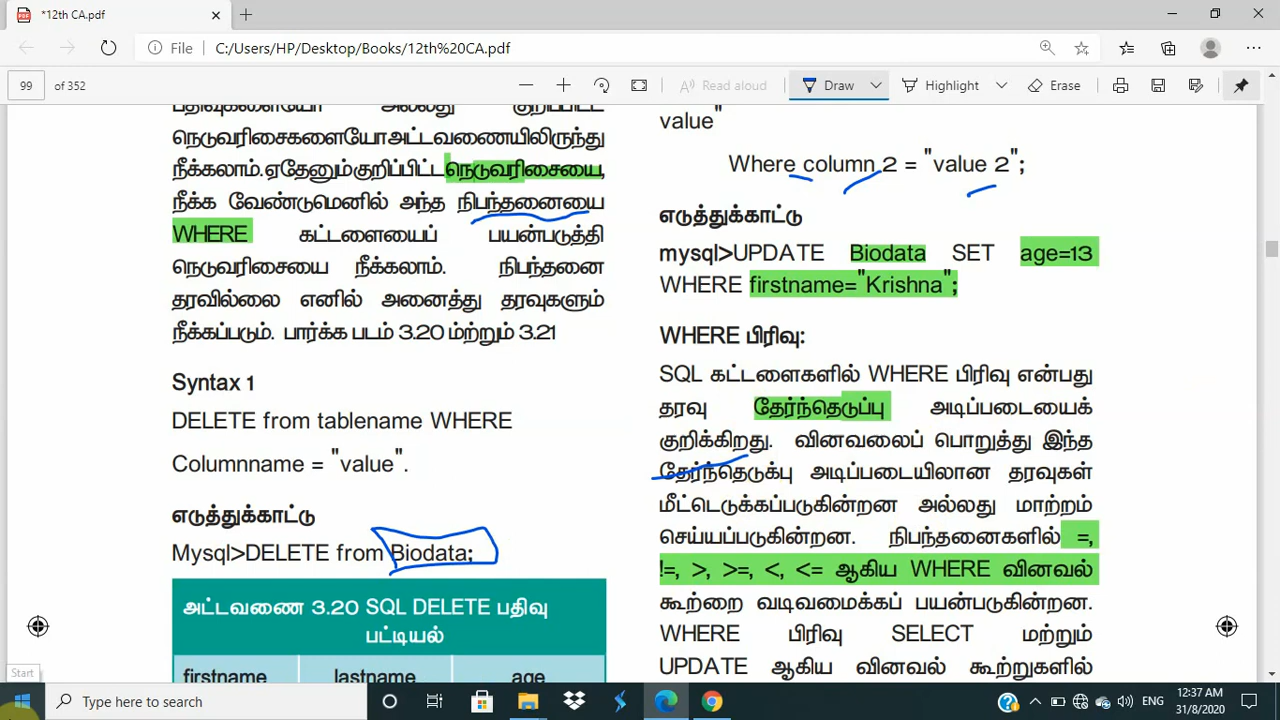 *12th CA.pdf
File
C:/Users/HP/Desktop/Books/12th%20CA.pdf
99
of 352
Read aloud
Draw
Highlight
Erase
பதிவுகளையோ அல்லது குறிப்பிட்ட
நெடுவரிசைகளையோ அட்டவணையிலிருந்து
நீக்கலாம். ஏதேனும் குறிப்பிட்ட நெடுவரிசையை,
நீக்க வேண்டுமெனில் அந்த நிபந்தனையை
WHERE கட்டளையைப் பயன்படுத்தி
நெடுவரிசையை நீக்கலாம். நிபந்தனை
தரவில்லை எனில் அனைத்து தரவுகளும்
நீக்கப்படும். பார்க்க படம் 3.20 ம்ற்றும் 3.21
Syntax 1
DELETE from tablename WHERE
Columnname = "value".
எடுத்துக்காட்டு
Mysql>DELETE from Biodata;
அட்டவணை 3.20 SQL DELETE பதிவு
பட்டியல்
firstname lastname age
value"
Where column 2 = "value 2";
எடுத்துக்காட்டு
mysql>UPDATE Biodata SET age=13
WHERE firstname="Krishna";
WHERE பிரிவு:
SQL கட்டளைகளில் WHERE பிரிவு என்பது
தரவு தேர்ந்தெடுப்பு அடிப்படையைக்
குறிக்கிறது. வினவலைப் பொறுத்து இந்த
தேர்ந்தெடுக்பு அடிப்படையிலான தரவுகள்
மீட்டெடுக்கப்படுகின்றன அல்லது மாற்றம்
செய்யப்படுகின்றன. நிபந்தனைகளில் =,
!=, >, >=, <, <= ஆகிய WHERE வினவல்
கூற்றை வடிவமைக்கப் பயன்படுகின்றன.
WHERE பிரிவு SELECT மற்றும்
UPDATE ஆகிய வினவல் கூற்றுகளில்
Start
Type here to search
ENG
12:37 AM
31/8/2020